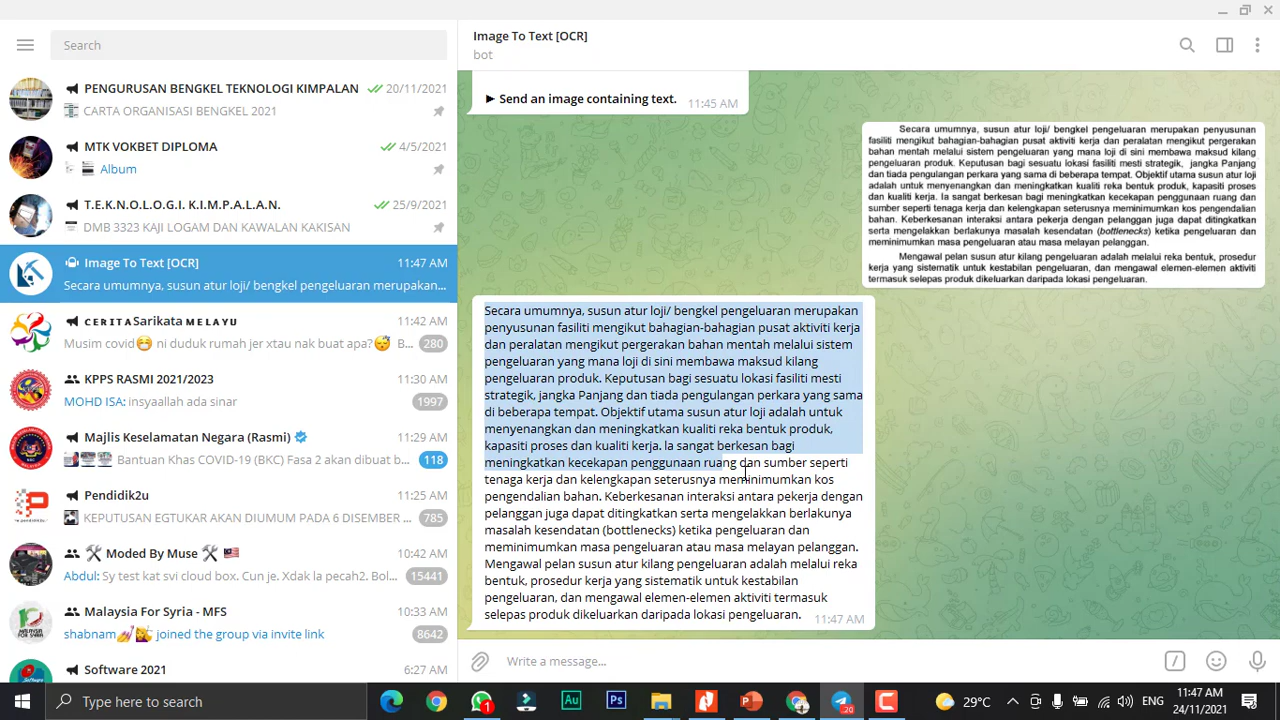 Search
PENGURUSAN BENGKEL TEKNOLOGI KIMPALAN 20/11/2021
CARTA ORGANISASI BENGKEL 2021
MTK VOKBET DIPLOMA 4/5/2021
Album
T.E.K.N.O.L.O.G.I. K.I.M.P.A.L.A.N. 25/9/2021
DMB 3323 KAJI LOGAM DAN KAWALAN KAKISAN
Image To Text [OCR] 11:47 AM
Secara umumnya, susun atur loji/ bengkel pengeluaran merupakan...
ᴄ ᴇ ʀ ɪ ᴛ ᴀ Sarikata ᴍ ᴇ ʟ ᴀ ʏ ᴜ 11:42 AM
Musim covid😷 ni duduk rumah jer xtau nak buat apa?😴 B... 280
KPPS RASMI 2021/2023 11:30 AM
MOHD ISA: insyaallah ada sinar 1997
Majlis Keselamatan Negara (Rasmi) 11:29 AM
Bantuan Khas COVID-19 (BKC) Fasa 2 akan dibuat b... 118
Pendidik2u 11:26 AM
KEPUTUSAN EGTUKAR AKAN DIUMUM PADA 6 DISEMBER ... 785
🛠 Moded By Muse 🛠 🇲🇾 10:42 AM
Abdul: Sy test kat svi cloud box. Cun je. Xdak la pecah2. Bol... 15441
Malaysia For Syria - MFS 10:33 AM
shabnam joined the group via invite link 8642
Software 2021 6:27 AM
Image To Text [OCR]
bot
► Send an image containing text. 11:45 AM
Secara umumnya, susun atur loji/ bengkel pengeluaran merupakan penyusunan
fasiliti mengikut bahagian-bahagian pusat aktiviti kerja dan peralatan mengikut pergerakan
bahan mentah melalui sistem pengeluaran yang mana loji di sini membawa maksud kilang
pengeluaran produk. Keputusan bagi sesuatu lokasi fasiliti mesti strategik, jangka Panjang
dan tiada pengulangan perkara yang sama di beberapa tempat. Objektif utama susun atur loji
adalah untuk menyenangkan dan meningkatkan kualiti reka bentuk produk, kapasiti proses
dan kualiti kerja. Ia sangat berkesan bagi meningkatkan kecekapan penggunaan ruang dan
sumber seperti tenaga kerja dan kelengkapan seterusnya meminimumkan kos pengendalian
bahan. Keberkesanan interaksi antara pekerja dengan pelanggan juga dapat ditingkatkan
serta mengelakkan berlakunya masalah kesendatan (bottlenecks) ketika pengeluaran dan
meminimumkan masa pengeluaran atau masa melayan pelanggan.
Mengawal pelan susun atur kilang pengeluaran adalah melalui reka bentuk, prosedur
kerja yang sistematik untuk kestabilan pengeluaran, dan mengawal elemen-elemen aktiviti
termasuk selepas produk dikeluarkan daripada lokasi pengeluaran.
Secara umumnya, susun atur loji/ bengkel pengeluaran merupakan
penyusunan fasiliti mengikut bahagian-bahagian pusat aktiviti kerja
dan peralatan mengikut pergerakan bahan mentah melalui sistem
pengeluaran yang mana loji di sini membawa maksud kilang
pengeluaran produk. Keputusan bagi sesuatu lokasi fasiliti mesti
strategik, jangka Panjang dan tiada pengulangan perkara yang sama
di beberapa tempat. Objektif utama susun atur loji adalah untuk
menyenangkan dan meningkatkan kualiti reka bentuk produk,
kapasiti proses dan kualiti kerja. la sangat berkesan bagi
meningkatkan kecekapan penggunaan ruang dan sumber seperti
tenaga kerja dan kelengkapan seterusnya meminimumkan kos
pengendalian bahan. Keberkesanan interaksi antara pekerja dengan
pelanggan juga dapat ditingkatkan serta mengelakkan berlakunya
masalah kesendatan (bottlenecks) ketika pengeluaran dan
meminimumkan masa pengeluaran atau masa melayan pelanggan.
Mengawal pelan susun atur kilang pengeluaran adalah melalui reka
bentuk, prosedur kerja yang sistematik untuk kestabilan
pengeluaran, dan mengawal elemen-elemen aktiviti termasuk
selepas produk dikeluarkan daripada lokasi pengeluaran. 11:47 AM
Write a message...
Type here to search
1
Au
Ps
20
29°C
ENG
11:47 AM
24/11/2021